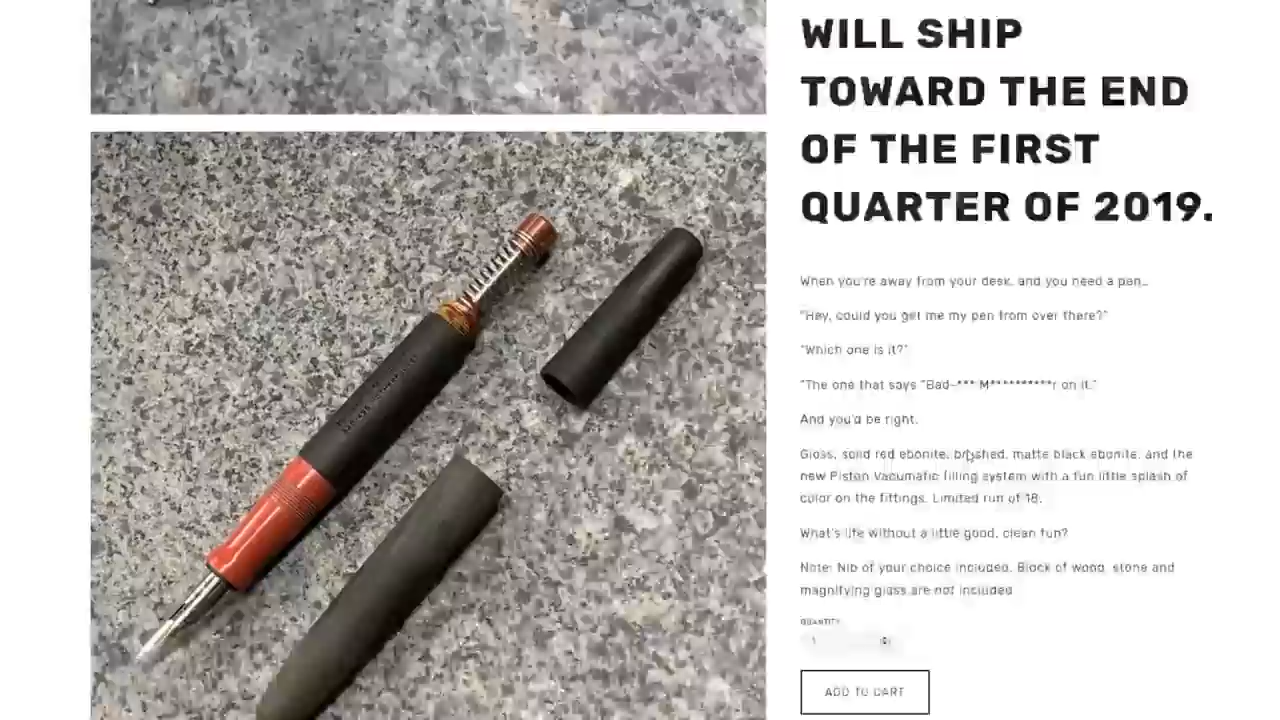 WILL SHIP
TOWARD THE END
OF THE FIRST
QUARTER OF 2019.
When you're away from your desk, and you need a pen...
"Hey, could you get me my pen from over there?"
"Which one is it?"
"The one that says "Bad-*** M**********r on it."
And you'd be right.
Gloss, solid red ebonite, brushed, matte black ebonite, and the
new Piston Vacumatic filling system with a fun little splash of
color on the fittings. Limited run of 18.
What's life without a little good, clean fun?
Note: Nib of your choice included. Block of wood, stone and
magnifying glass are not included
QUANTITY
1
ADD TO CART